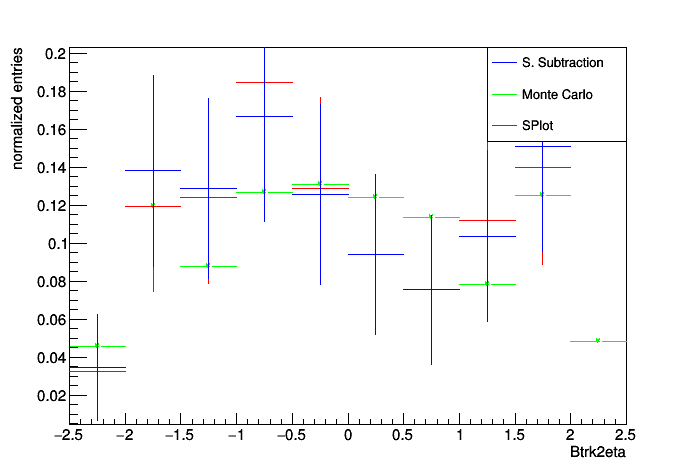 normalized entries
0.2
0.18
0.16
0.14
0.12
0.1
0.08
0.06
0.04
0.02
S. Subtraction
Monte Carlo
SPlot
−2.5 −2 −1.5 −1 −0.5 0 0.5 1 1.5 2 2.5
Btrk2eta